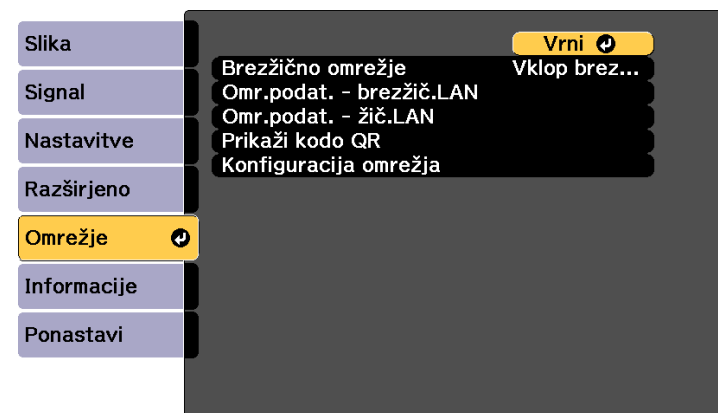 Slika
Signal
Nastavitve
Razširjeno
Omrežje
Informacije
Ponastavi
Vrni
Brezžično omrežje Vklop brez...
Omr.podat. - brezžič.LAN
Omr.podat. - žič.LAN
Prikaži kodo QR
Konfiguracija omrežja